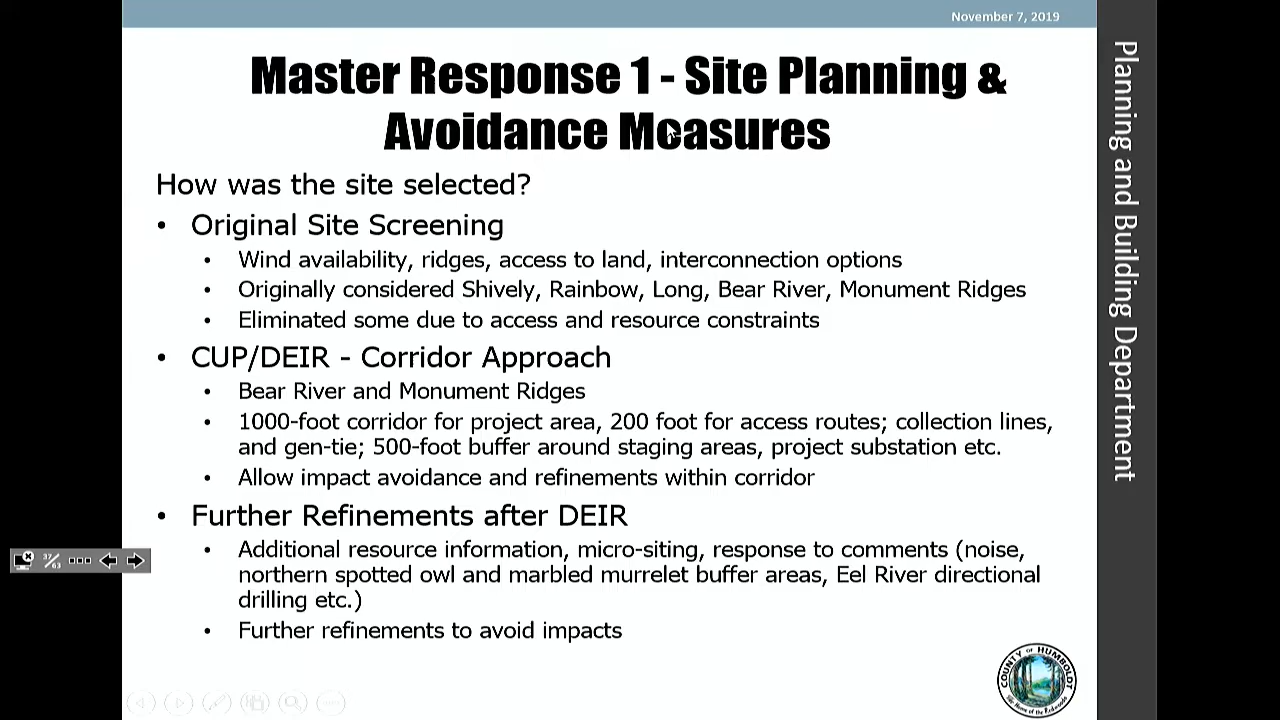 November 7, 2019
Master Response 1 - Site Planning &
Avoidance Measures
How was the site selected?
• Original Site Screening
• Wind availability, ridges, access to land, interconnection options
• Originally considered Shively, Rainbow, Long, Bear River, Monument Ridges
• Eliminated some due to access and resource constraints
• CUP/DEIR - Corridor Approach
• Bear River and Monument Ridges
• 1000-foot corridor for project area, 200 foot for access routes; collection lines,
and gen-tie; 500-foot buffer around staging areas, project substation etc.
• Allow impact avoidance and refinements within corridor
• Further Refinements after DEIR
• Additional resource information, micro-siting, response to comments (noise,
northern spotted owl and marbled murrelet buffer areas, Eel River directional
drilling etc.)
• Further refinements to avoid impacts
Planning and Building Department
37/63
COUNTY OF HUMBOLDT